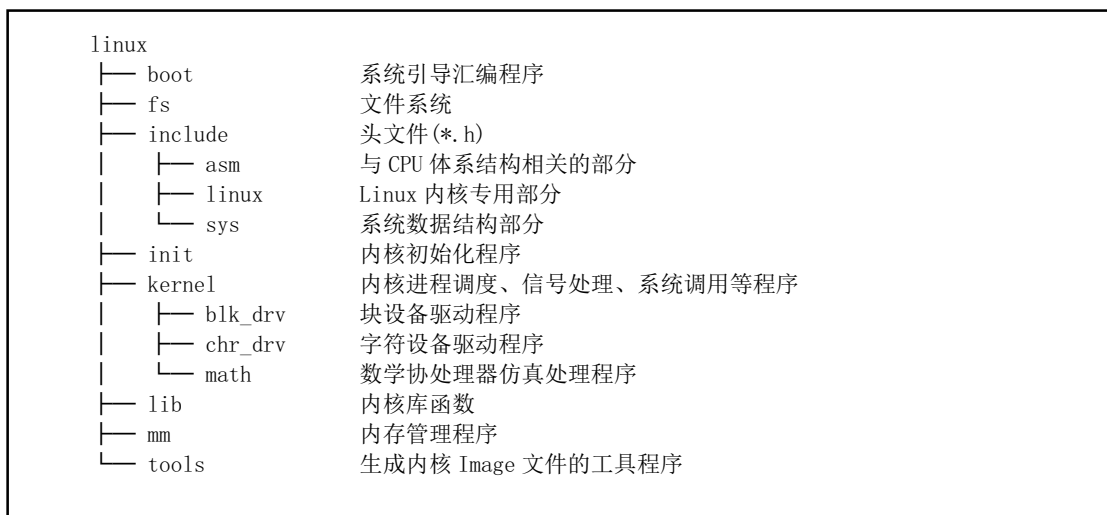 linux
├── boot 系统引导汇编程序
├── fs 文件系统
├── include 头文件(*.h)
│ ├── asm 与 CPU 体系结构相关的部分
│ ├── linux Linux 内核专用部分
│ └── sys 系统数据结构部分
├── init 内核初始化程序
├── kernel 内核进程调度、信号处理、系统调用等程序
│ ├── blk_drv 块设备驱动程序
│ ├── chr_drv 字符设备驱动程序
│ └── math 数学协处理器仿真处理程序
├── lib 内核库函数
├── mm 内存管理程序
└── tools 生成内核 Image 文件的工具程序